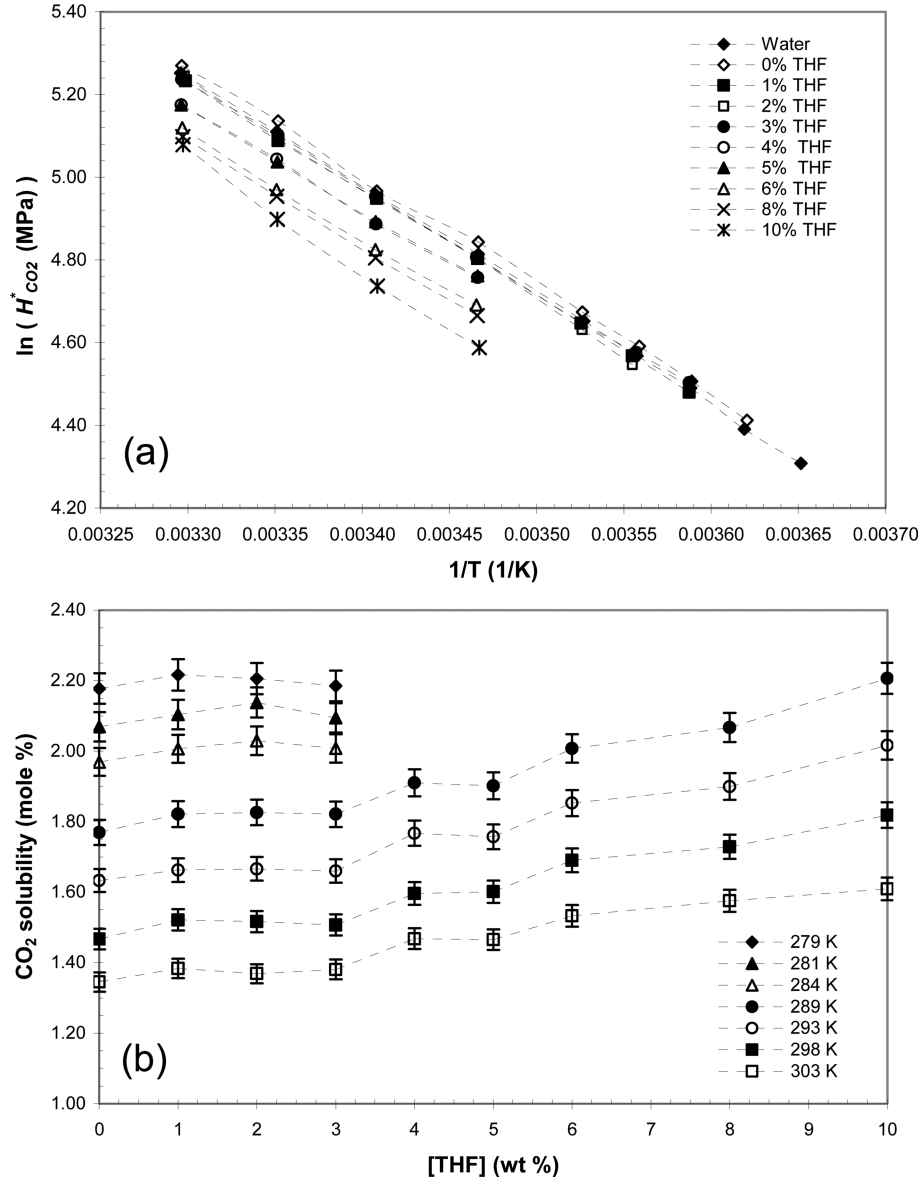 5.40
5.20
5.00
4.80
4.60
4.40
4.20
ln ( H*CO2 (MPa) )
Water
0% THF
1% THF
2% THF
3% THF
4% THF
5% THF
6% THF
8% THF
10% THF
(a)
0.00325 0.00330 0.00335 0.00340 0.00345 0.00350 0.00355 0.00360 0.00365 0.00370
1/T (1/K)
2.40
2.20
2.00
1.80
1.60
1.40
1.20
1.00
CO2 solubility (mole %)
279 K
281 K
284 K
289 K
293 K
298 K
303 K
(b)
0 1 2 3 4 5 6 7 8 9 10
[THF] (wt %)